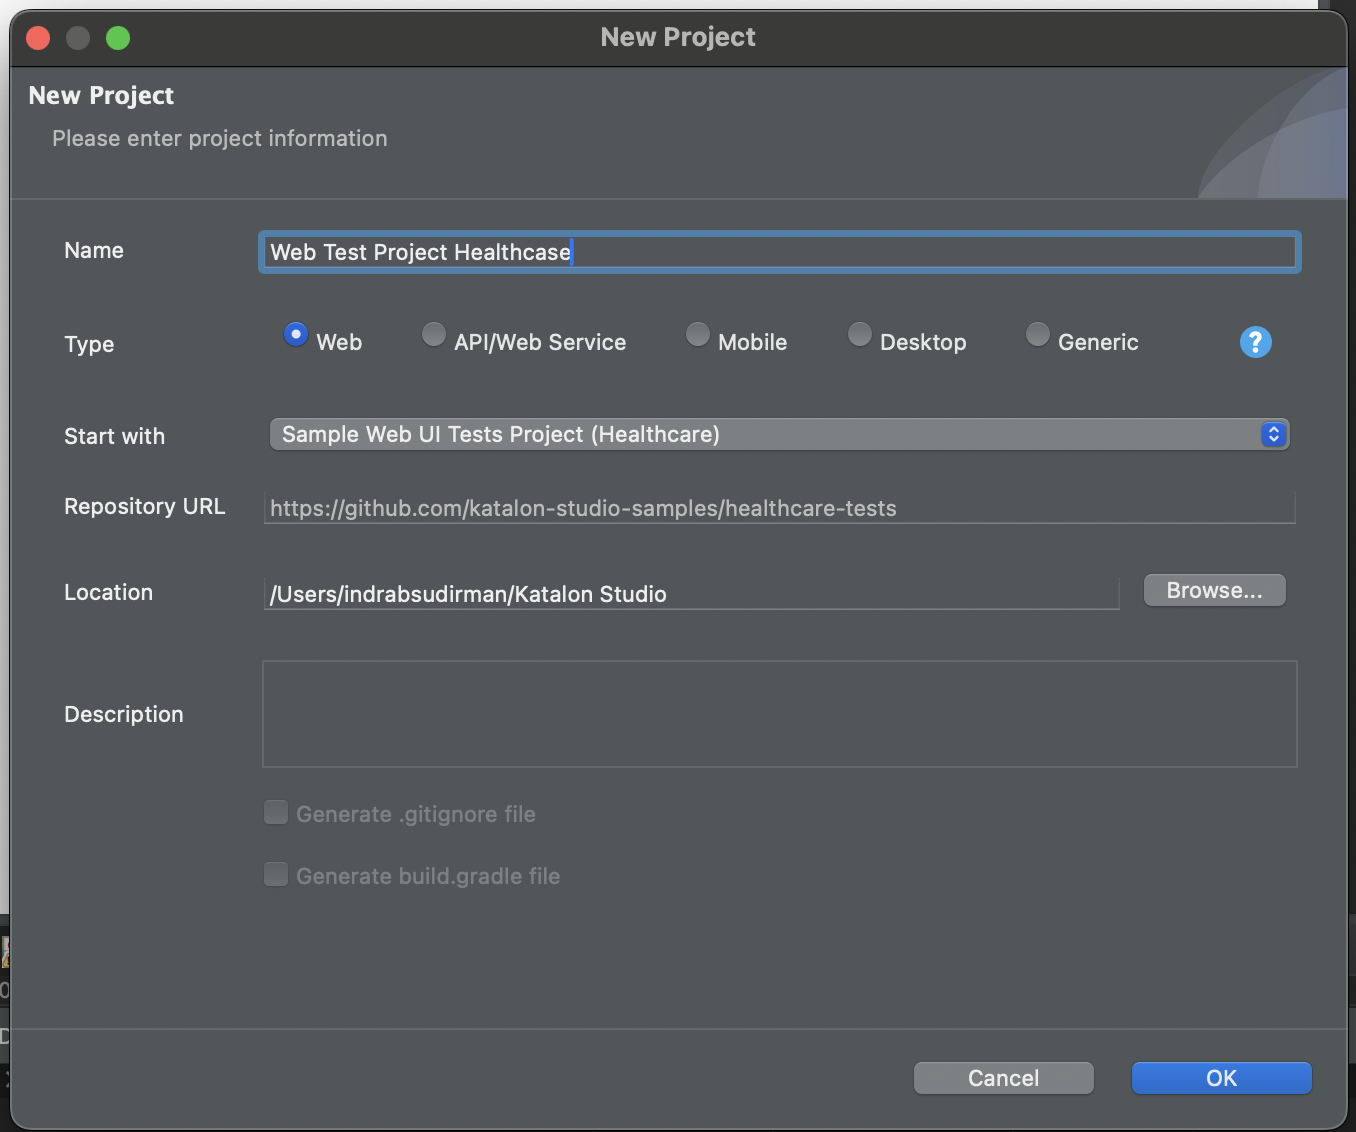 New Project
New Project
Please enter project information
Name
Web Test Project Healthcase
Type
Web
API/Web Service
Mobile
Desktop
Generic
?
Start with
Sample Web UI Tests Project (Healthcare)
Repository URL
https://github.com/katalon-studio-samples/healthcare-tests
Location
/Users/indrabsudirman/Katalon Studio
Browse...
Description
Generate .gitignore file
Generate build.gradle file
Cancel
OK